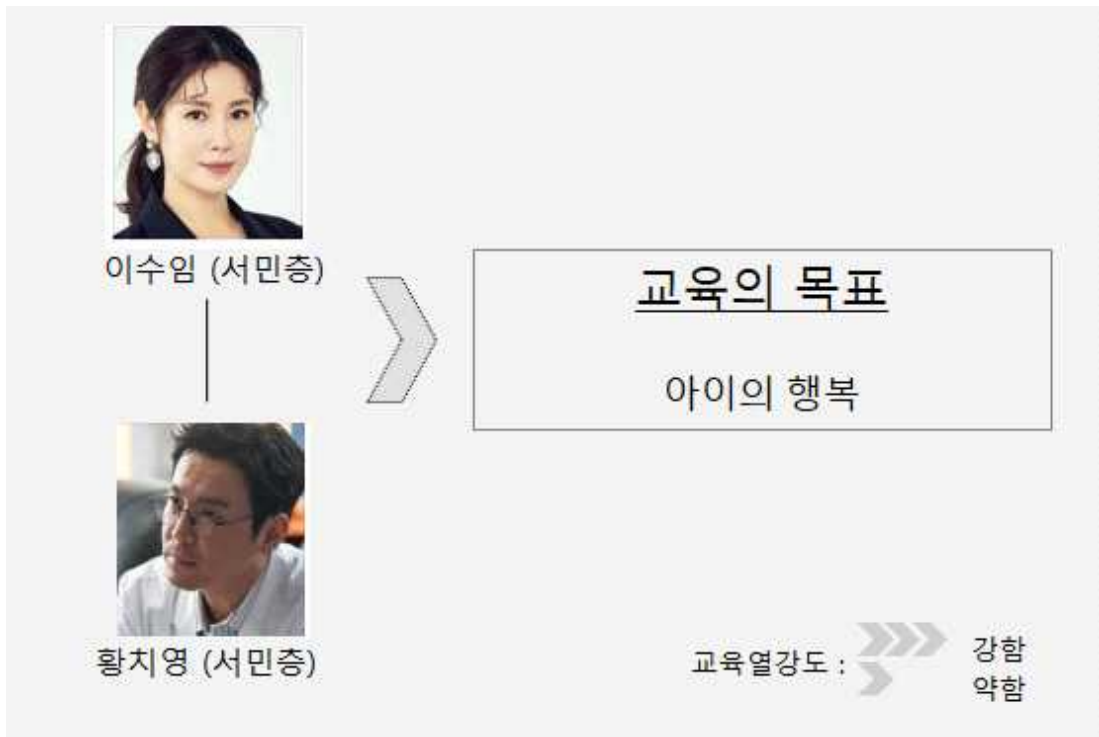 이수임 (서민층)
교육의 목표
아이의 행복
황치영 (서민층)
교육열강도 : 강함
약함